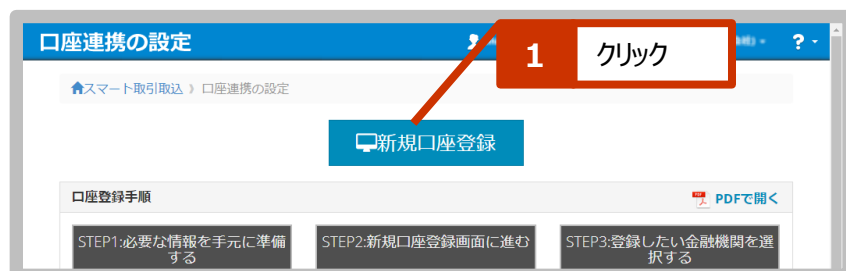 口座連携の設定
? -
1 クリック
スマート取引取込 》 口座連携の設定
新規口座登録
口座登録手順
PDFで開く
STEP1:必要な情報を手元に準備
する
STEP2:新規口座登録画面に進む
STEP3:登録したい金融機関を選
択する